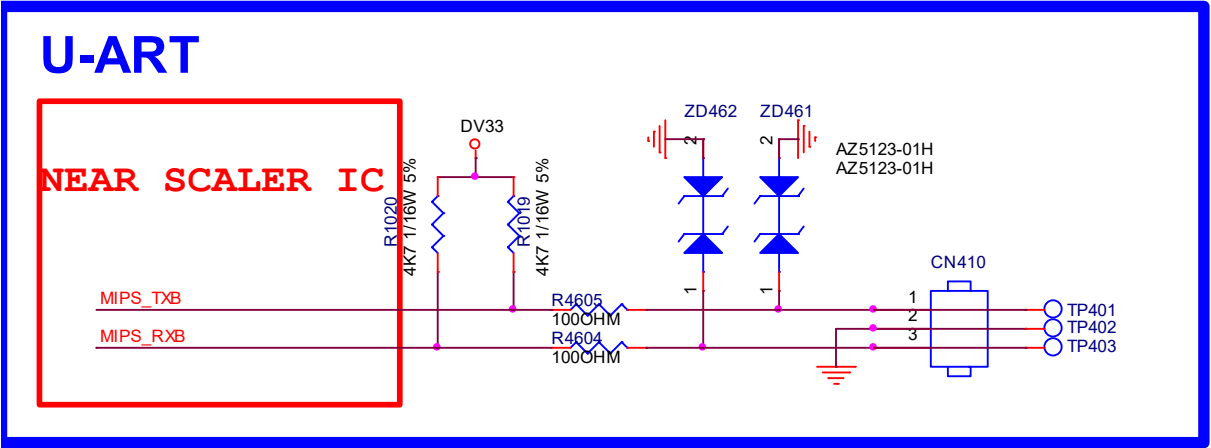 U-ART
NEAR SCALER IC
DV33
R1020
4K7 1/16W 5%
R1019
4K7 1/16W 5%
ZD462
ZD461
2
2
AZ5123-01H
AZ5123-01H
1
1
CN410
MIPS_TXB
MIPS_RXB
R4605
100OHM
R4604
100OHM
1
2
3
TP401
TP402
TP403